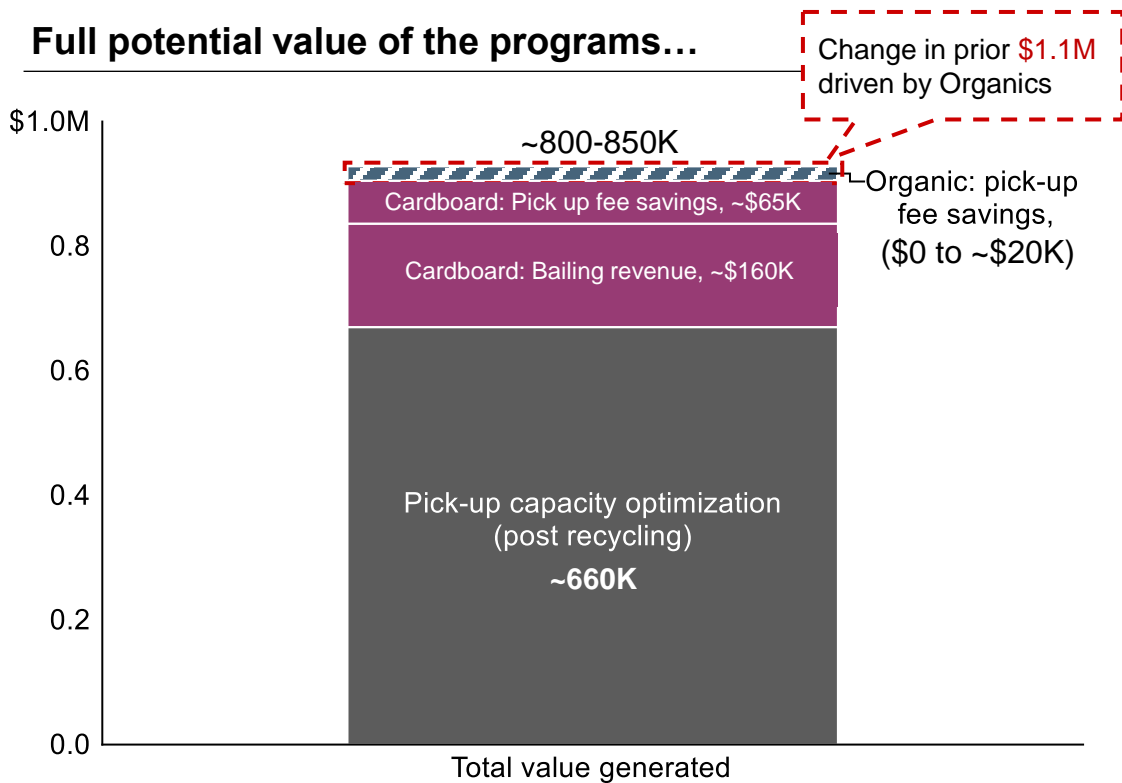 Full potential value of the programs…
Change in prior $1.1M
driven by Organics
$1.0M
0.8
0.6
0.4
0.2
0.0
~800-850K
Organic: pick-up
fee savings,
($0 to ~$20K)
Cardboard: Pick up fee savings, ~$65K
Cardboard: Bailing revenue, ~$160K
Pick-up capacity optimization
(post recycling)
~660K
Total value generated